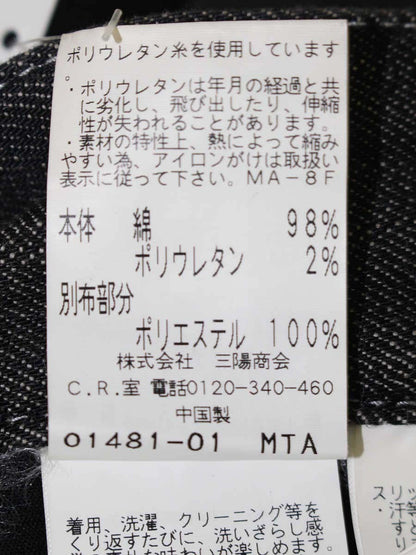 ポリウレタン糸を使用しています
。
・ポリウレタンは年月の経過と共
に劣化し、飛び出したり、伸縮
性が失われることがあります。
・素材の特性上、熱によって縮み
やすい為、アイロンがけは取扱い
表示に従って下さい。MA-8F
本体 綿 98%
ポリウレタン 2%
別布部分
ポリエステル 100%
株式会社 三陽商会
C.R.室 電話0120-340-460
中国製
01481-01 MTA
着用、洗濯、クリーニング等を
くり返すたびに、洗いざらし感